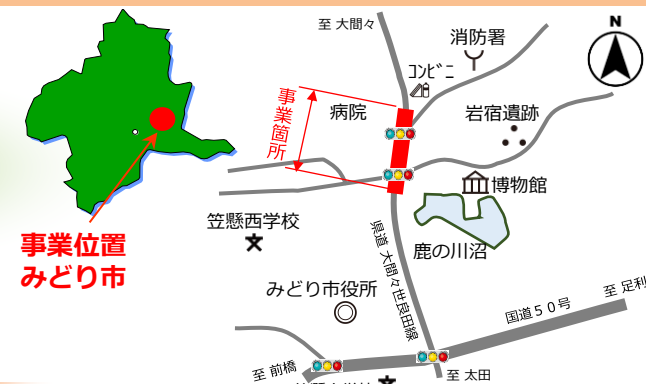 至 大間々
消防署
N
コンビニ
事業箇所
病院
岩宿遺跡
博物館
笠縣西学校
鹿の川沼
事業位置
みどり市
県道 大間々世良田線
みどり市役所
国道50号
至 足利
至 前橋
至 太田